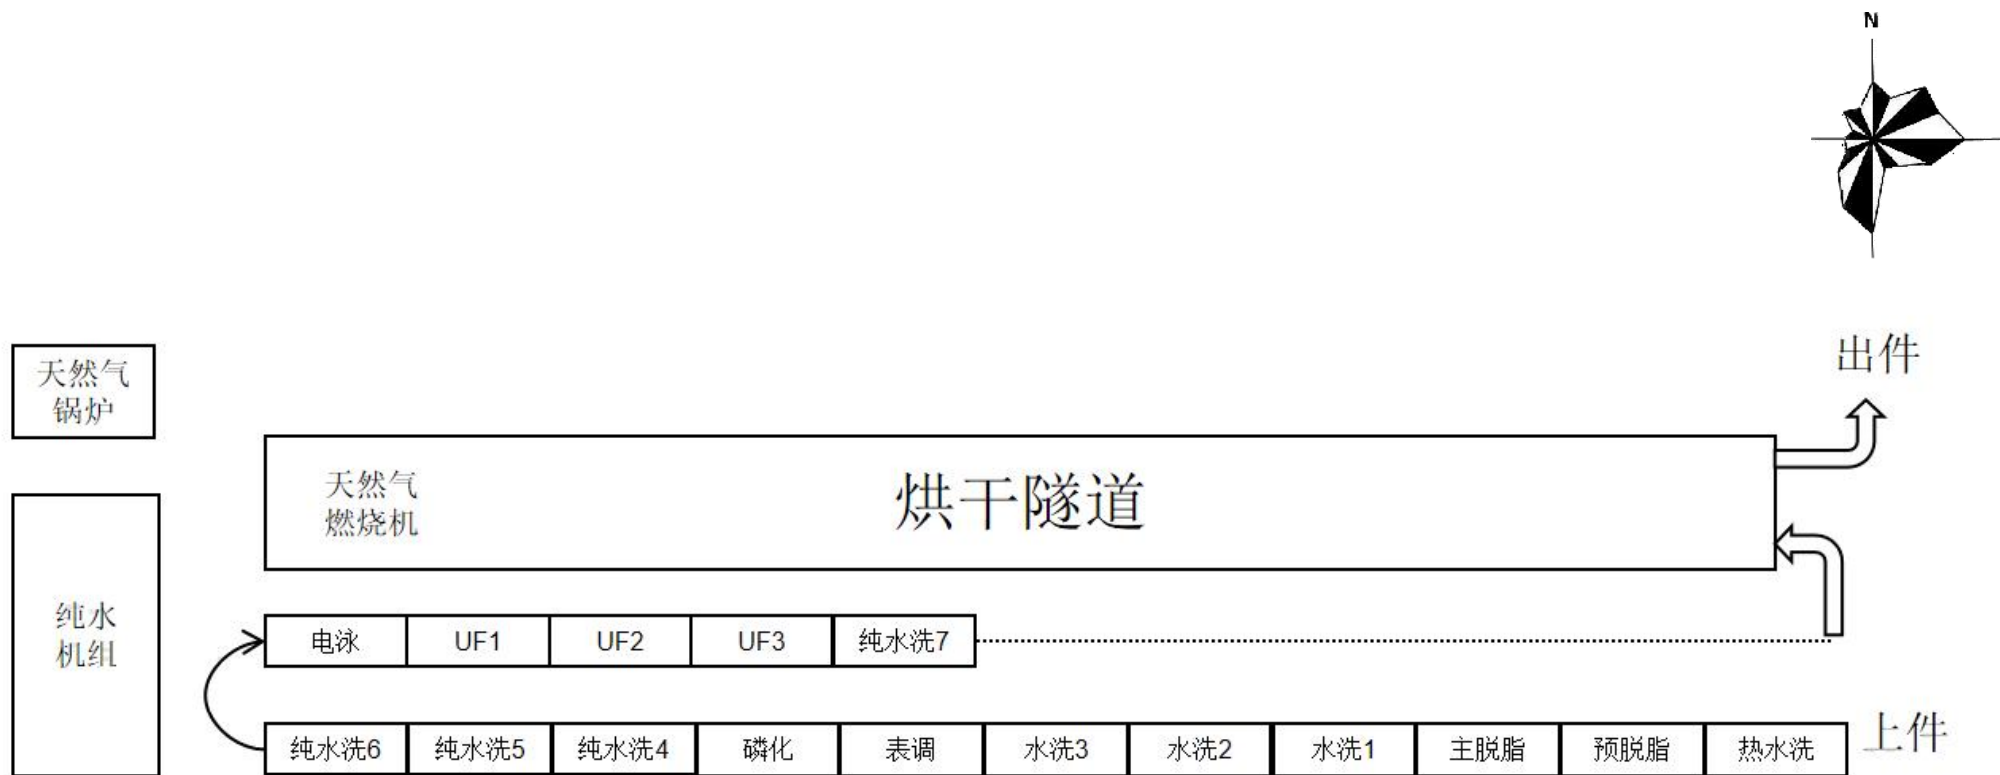 N
出件
天然气
锅炉
天然气
燃烧机
烘干隧道
纯水
机组
电泳
UF1
UF2
UF3
纯水洗7
纯水洗6
纯水洗5
纯水洗4
磷化
表调
水洗3
水洗2
水洗1
主脱脂
预脱脂
热水洗
上件